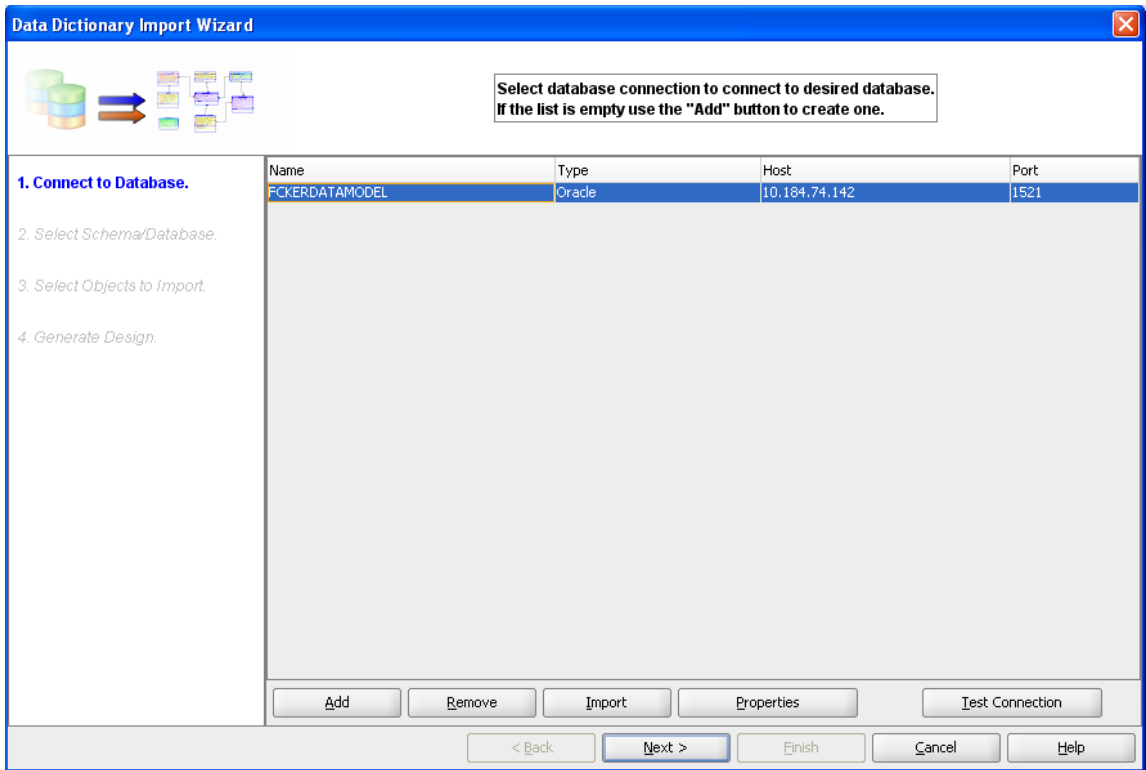 Data Dictionary Import Wizard
Select database connection to connect to desired database.
If the list is empty use the "Add" button to create one.
1. Connect to Database.
2. Select Schema/Database.
3. Select Objects to Import.
4. Generate Design.
Name Type Host Port
FCKERDATAMODEL Oracle 10.184.74.142 1521
Add Remove Import Properties Test Connection
< Back Next > Finish Cancel Help